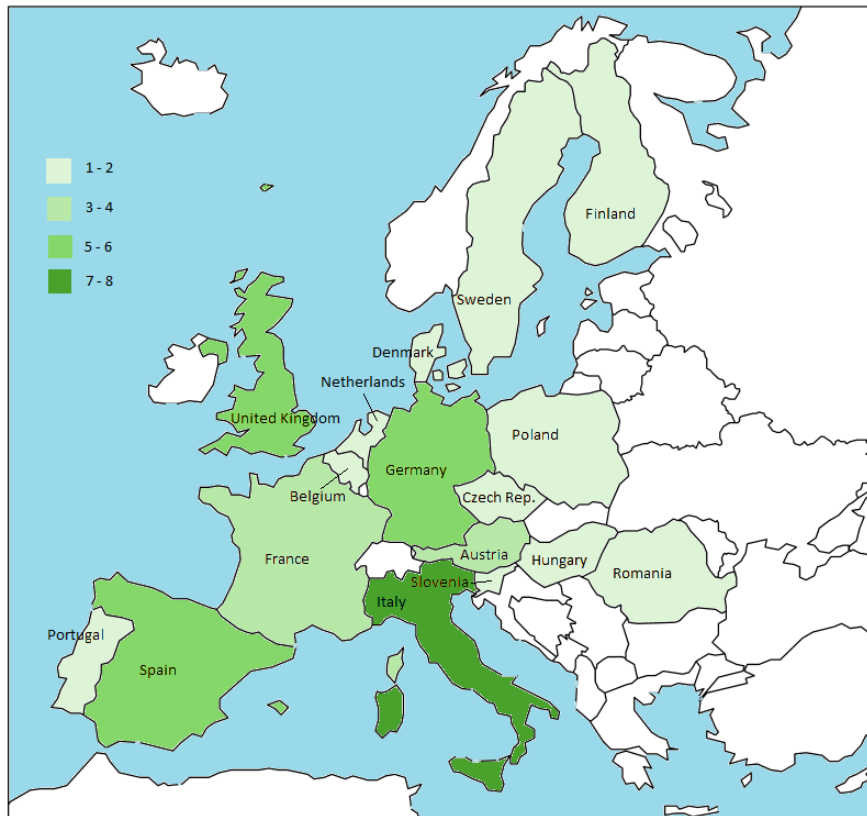 1 - 2
3 - 4
5 - 6
7 - 8
Finland
Sweden
Denmark
Netherlands
United Kingdom
Poland
Germany
Belgium
Czech Rep.
France
Austria
Hungary
Slovenia
Romania
Italy
Portugal
Spain